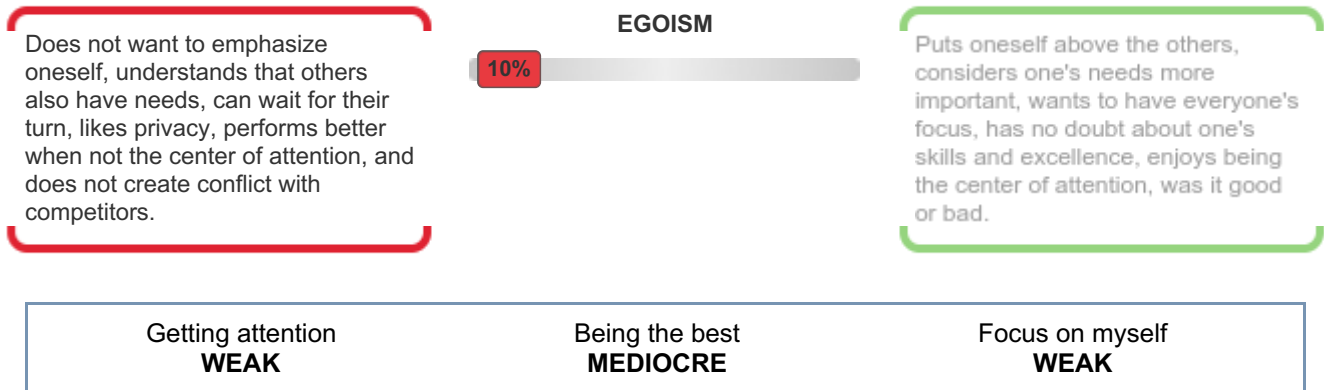 EGOISM
Does not want to emphasize
oneself, understands that others
also have needs, can wait for their
turn, likes privacy, performs better
when not the center of attention, and
does not create conflict with
competitors.
10%
Puts oneself above the others,
considers one's needs more
important, wants to have everyone's
focus, has no doubt about one's
skills and excellence, enjoys being
the center of attention, was it good
or bad.
Getting attention
WEAK
Being the best
MEDIOCRE
Focus on myself
WEAK